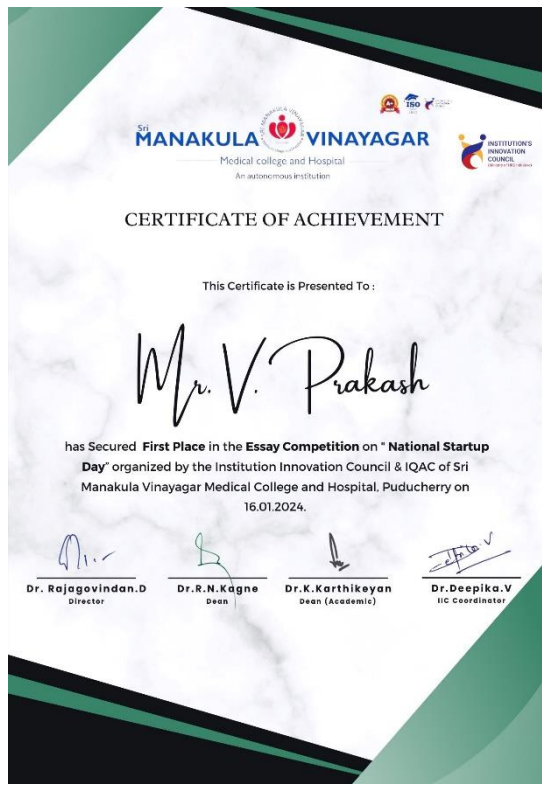 Sri
MANAKULA VINAYAGAR
Medical college and Hospital
An autonomous institution
ISO
INSTITUTION'S
INNOVATION
COUNCIL
CERTIFICATE OF ACHIEVEMENT
This Certificate is Presented To :
Mr. V. Prakash
has Secured First Place in the Essay Competition on " National Startup
Day" organized by the Institution Innovation Council & IQAC of Sri
Manakula Vinayagar Medical College and Hospital, Puducherry on
16.01.2024.
Dr. Rajagovindan.D Dr.R.N.Kagne Dr.K.Karthikeyan Dr.Deepika.V
Director Dean Dean (Academic) IIC Coordinator